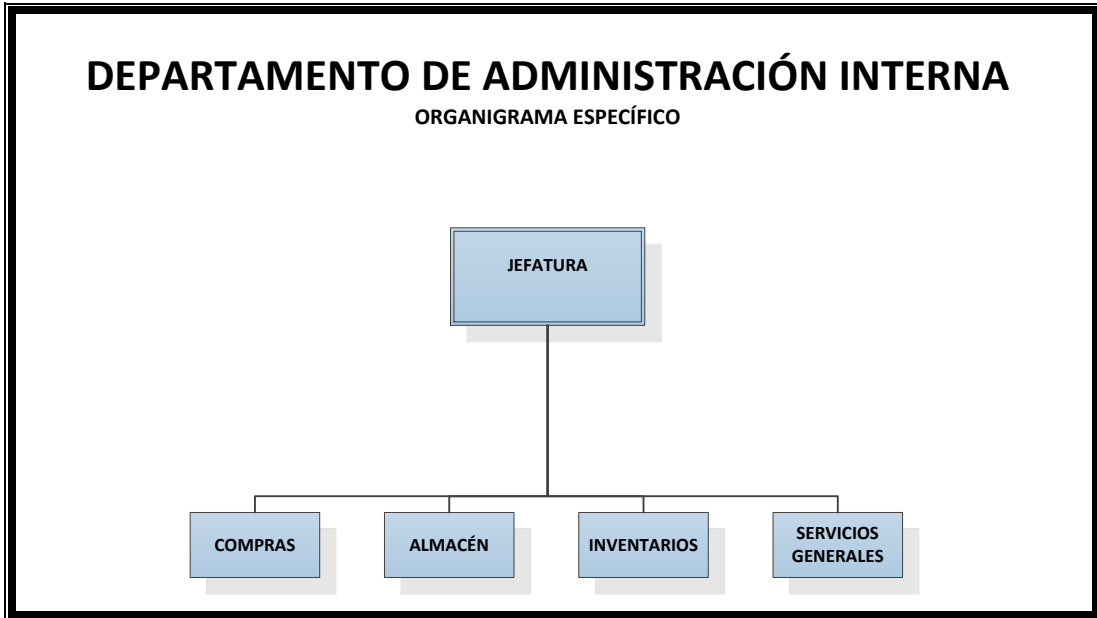 DEPARTAMENTO DE ADMINISTRACIÓN INTERNA
ORGANIGRAMA ESPECÍFICO
JEFATURA
COMPRAS
ALMACÉN
INVENTARIOS
SERVICIOS
GENERALES